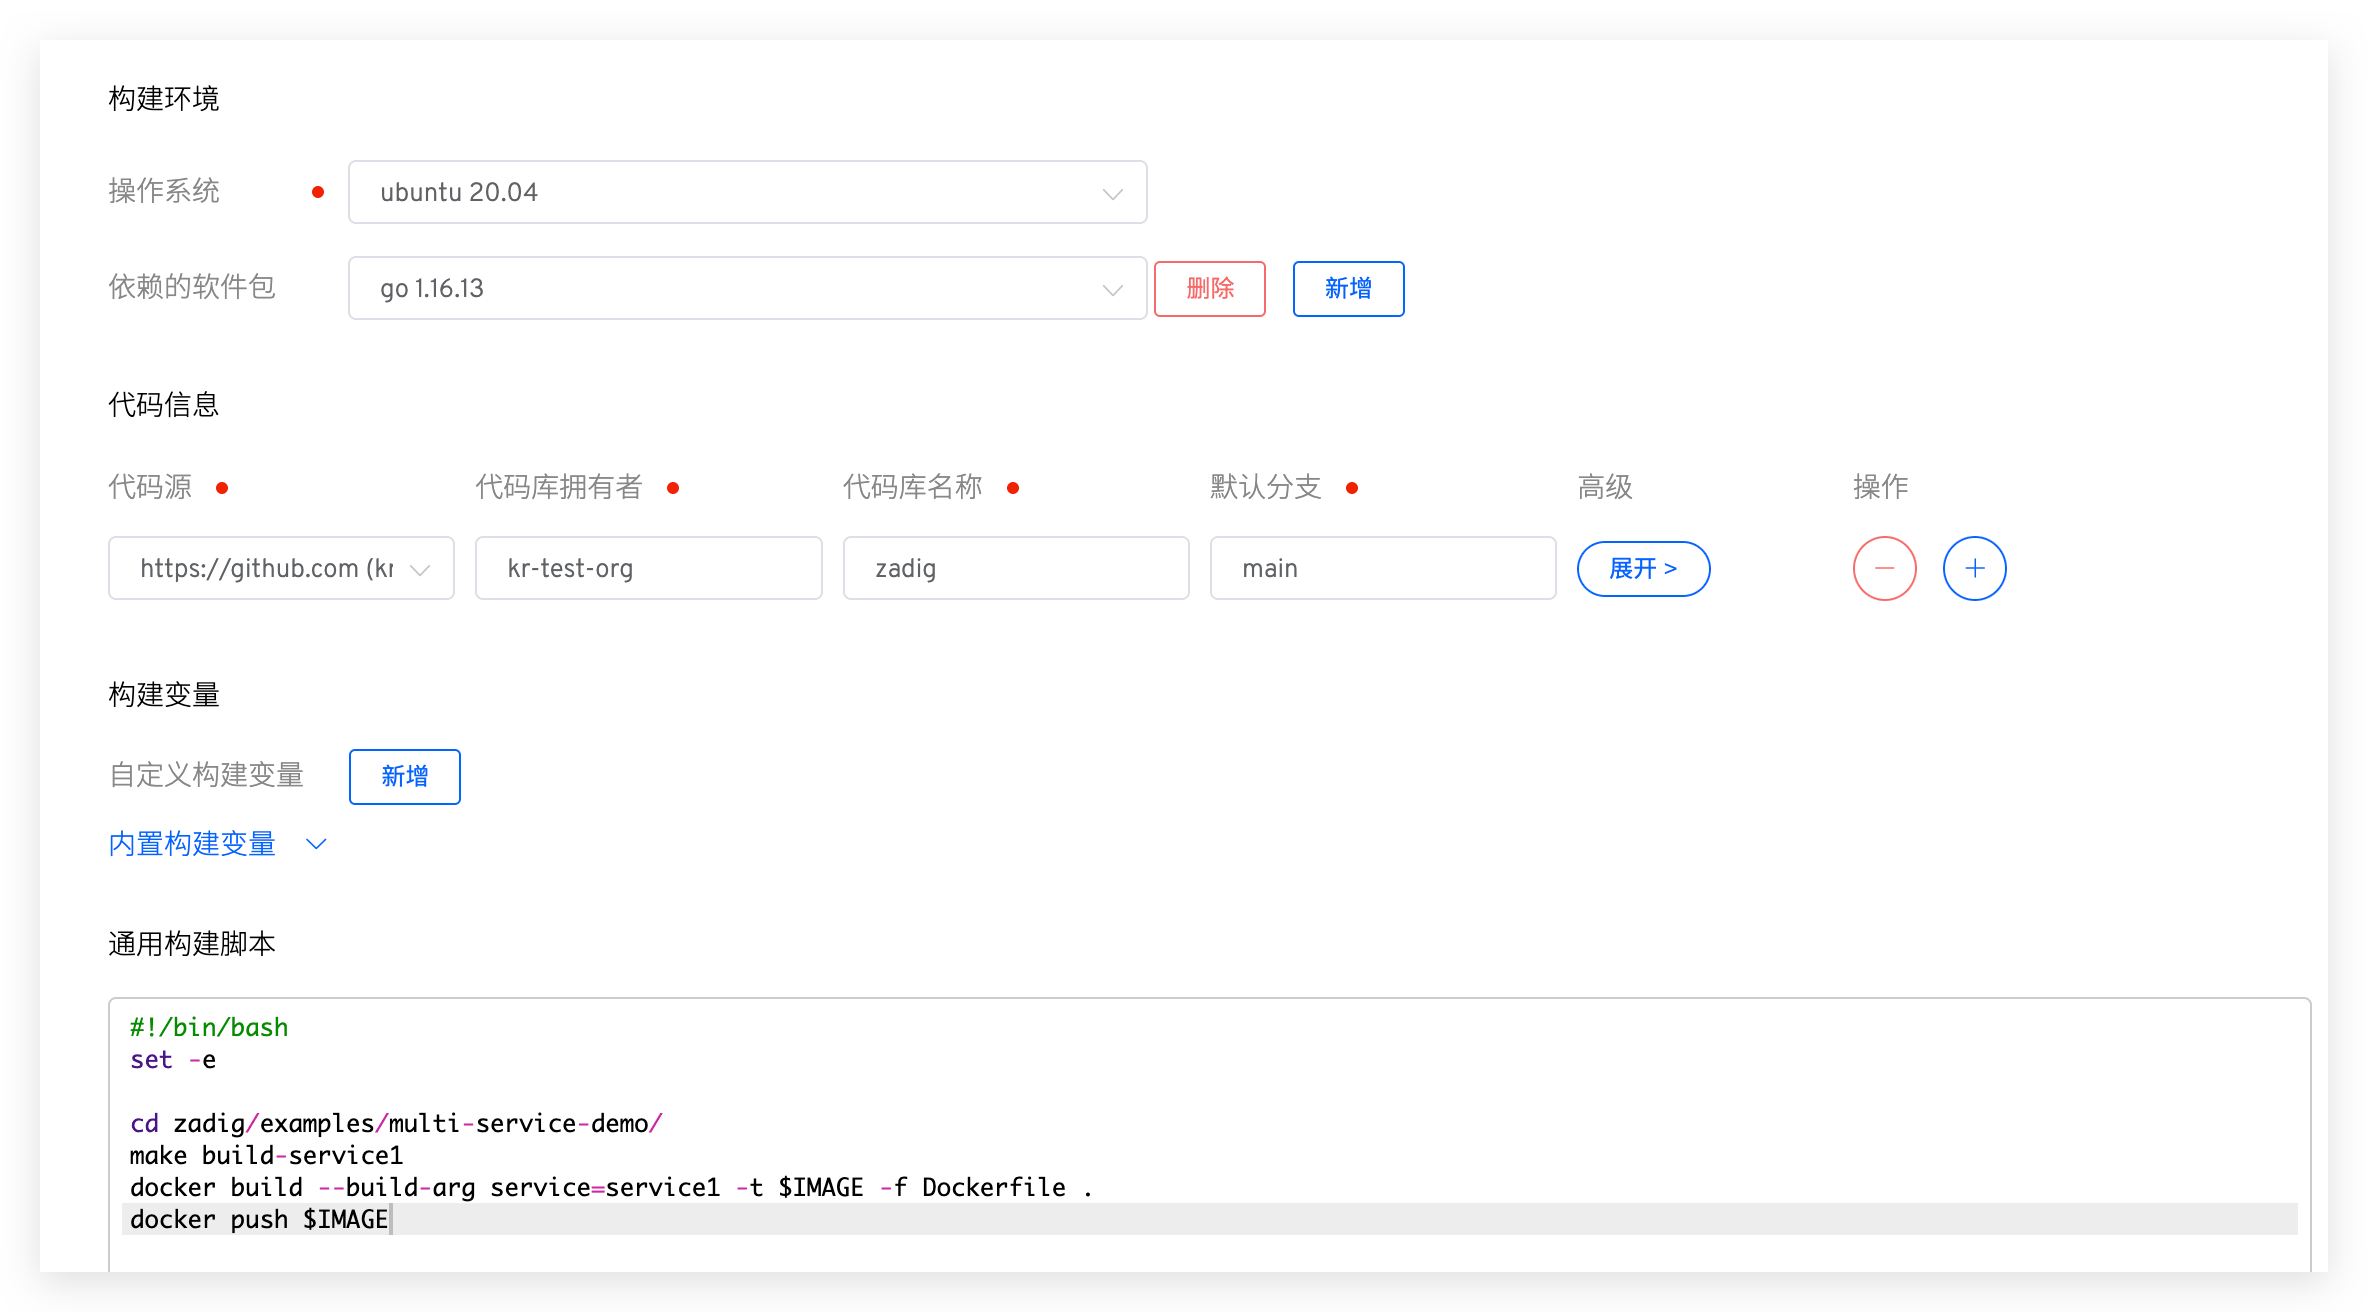 构建环境
操作系统 ubuntu 20.04
依赖的软件包 go 1.16.13 删除 新增
代码信息
代码源 代码库拥有者 代码库名称 默认分支 高级 操作
https://github.com (kr kr-test-org zadig main 展开 >
构建变量
自定义构建变量 新增
内置构建变量
通用构建脚本
#!/bin/bash
set -e
cd zadig/examples/multi-service-demo/
make build-service1
docker build --build-arg service=service1 -t $IMAGE -f Dockerfile .
docker push $IMAGE